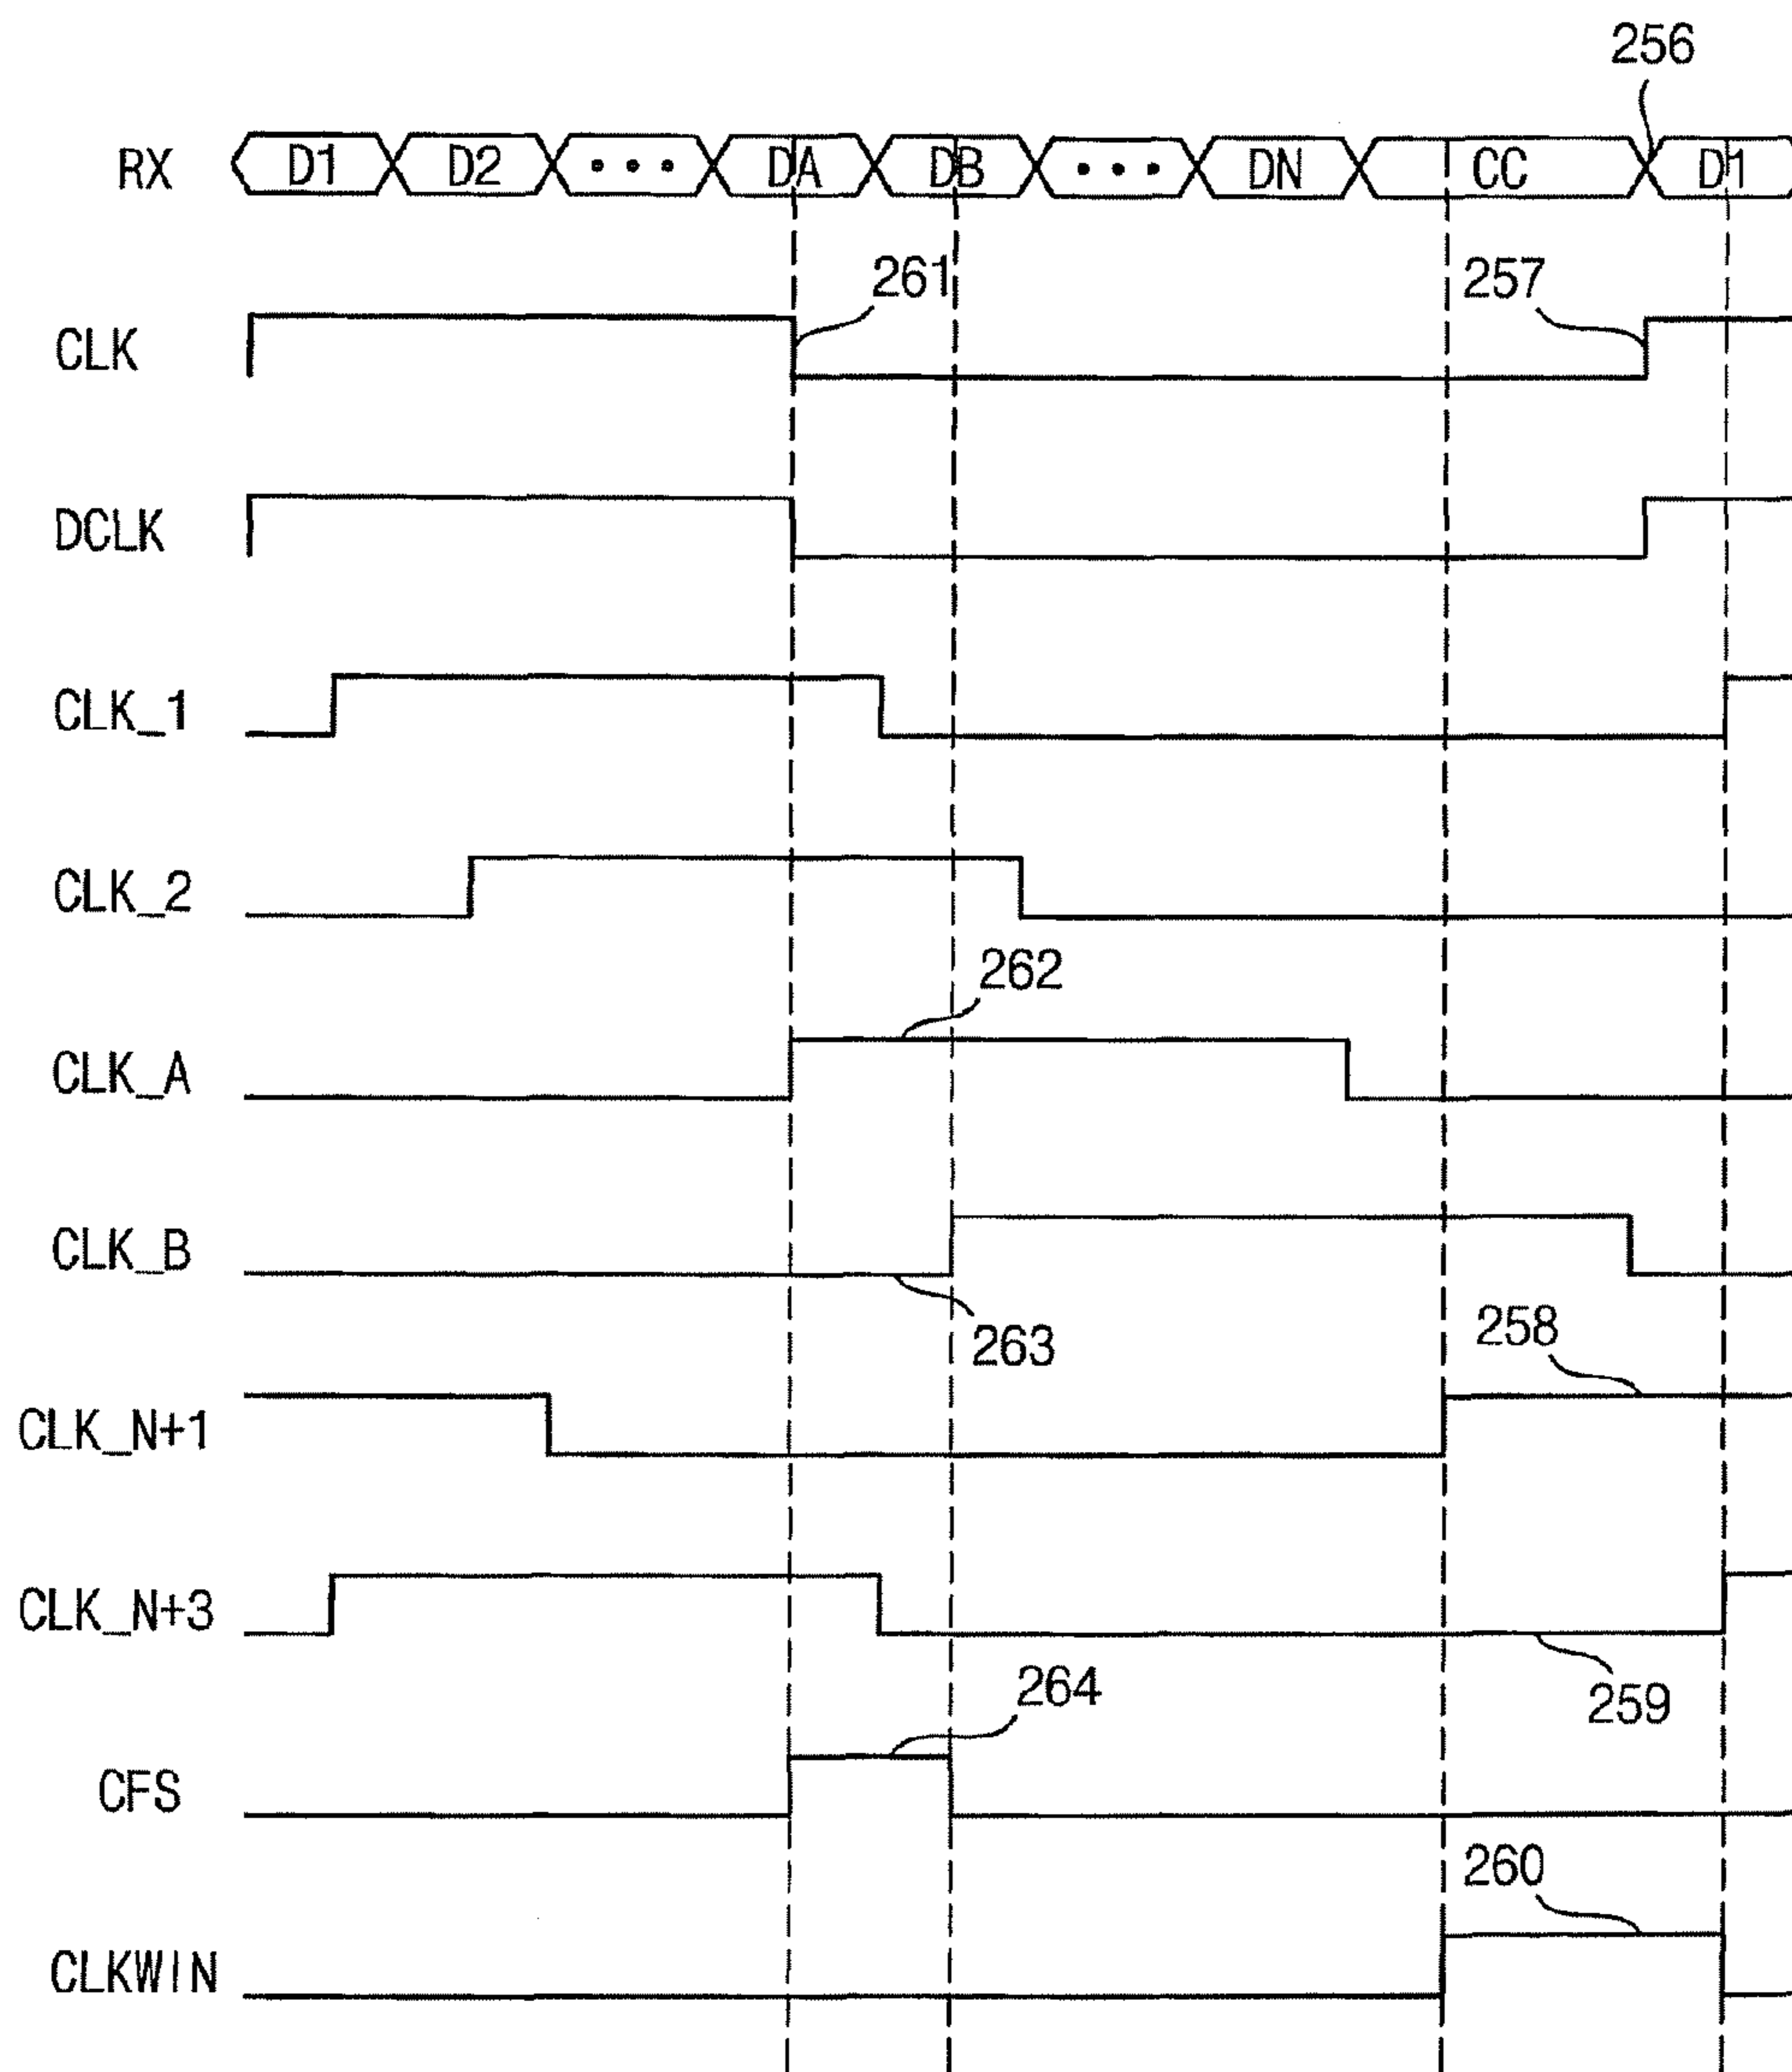 256
RX D1 D2 ••• DA DB ••• DN CC D1
261 257
CLK
DCLK
CLK_1
CLK_2
262
CLK_A
CLK_B
263
258
CLK_N+1
CLK_N+3
264 259
CFS
260
CLKWIN